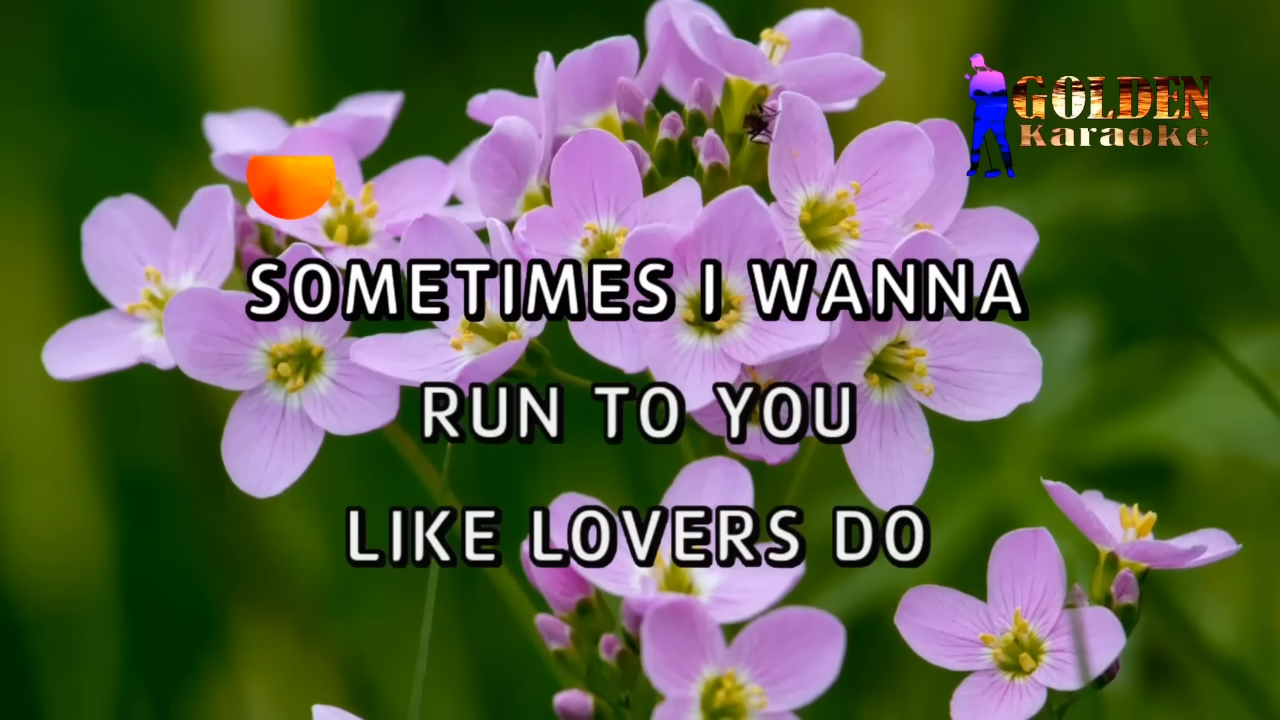 GOLDEN
Karaoke
SOMETIMES I WANNA
RUN TO YOU
LIKE LOVERS DO